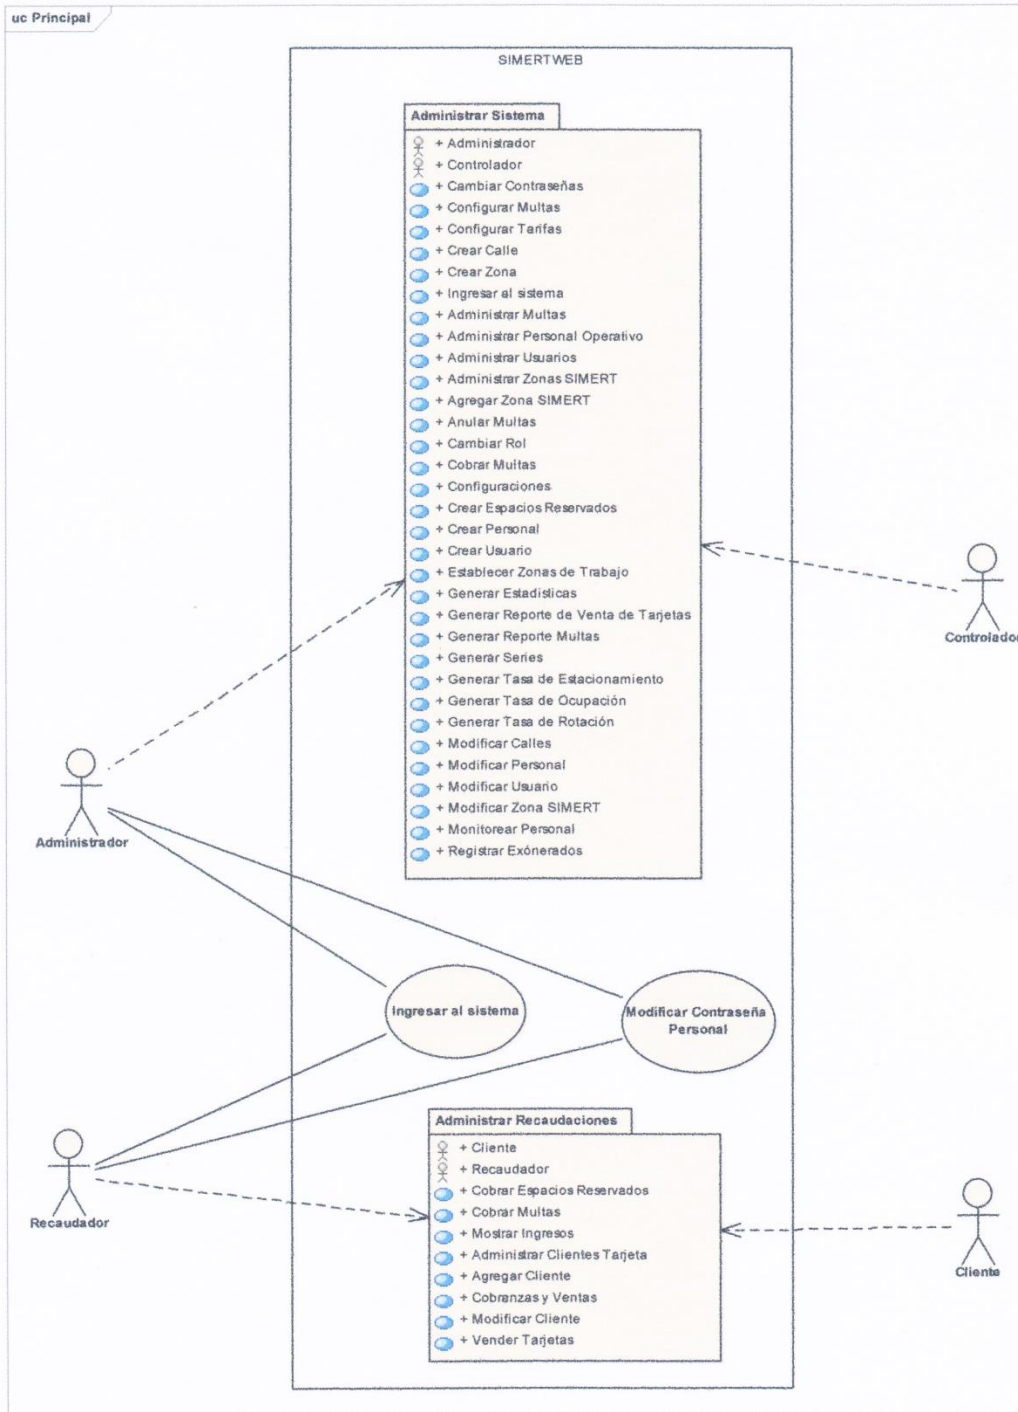 uc Principal
SIMERTWEB
Administrar Sistema
+ Administrador
+ Controlador
+ Cambiar Contraseñas
+ Configurar Multas
+ Configurar Tarifas
+ Crear Calle
+ Crear Zona
+ Ingresar al sistema
+ Administrar Multas
+ Administrar Personal Operativo
+ Administrar Usuarios
+ Administrar Zonas SIMERT
+ Agregar Zona SIMERT
+ Anular Multas
+ Cambiar Rol
+ Cobrar Multas
+ Configuraciones
+ Crear Espacios Reservados
+ Crear Personal
+ Crear Usuario
+ Establecer Zonas de Trabajo
+ Generar Estadísticas
+ Generar Reporte de Venta de Tarjetas
+ Generar Reporte Multas
+ Generar Series
+ Generar Tasa de Estacionamiento
+ Generar Tasa de Ocupación
+ Generar Tasa de Rotación
+ Modificar Calles
+ Modificar Personal
+ Modificar Usuario
+ Modificar Zona SIMERT
+ Monitorear Personal
+ Registrar Exónerados
Controlador
Administrador
Ingresar al sistema
Modificar Contraseña
Personal
Administrar Recaudaciones
+ Cliente
+ Recaudador
+ Cobrar Espacios Reservados
+ Cobrar Multas
+ Mostrar Ingresos
+ Administrar Clientes Tarjeta
+ Agregar Cliente
+ Cobranzas y Ventas
+ Modificar Cliente
+ Vender Tarjetas
Recaudador
Cliente